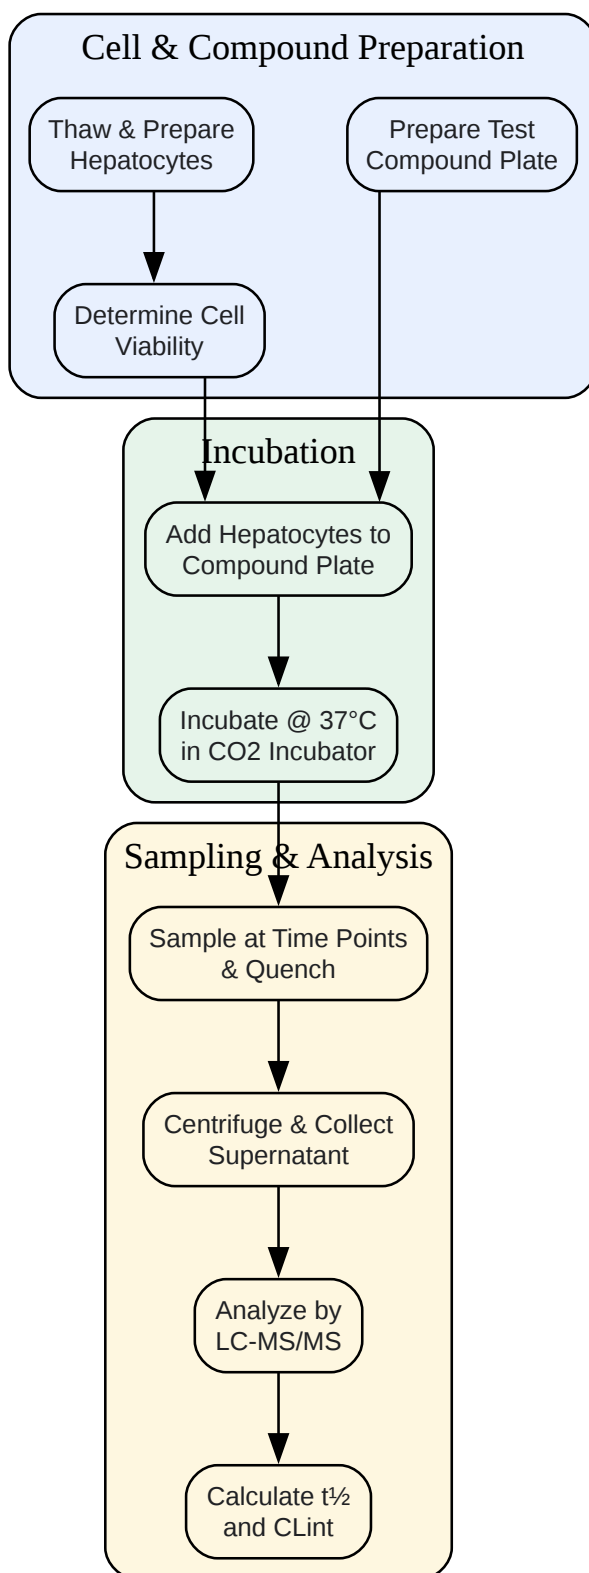 Cell & Compound Preparation
Thaw & Prepare
Hepatocytes
Prepare Test
Compound Plate
Determine Cell
Viability
Incubation
Add Hepatocytes to
Compound Plate
Incubate @ 37°C
in CO2 Incubator
Sampling & Analysis
Sample at Time Points
& Quench
Centrifuge & Collect
Supernatant
Analyze by
LC-MS/MS
Calculate t½
and CLint